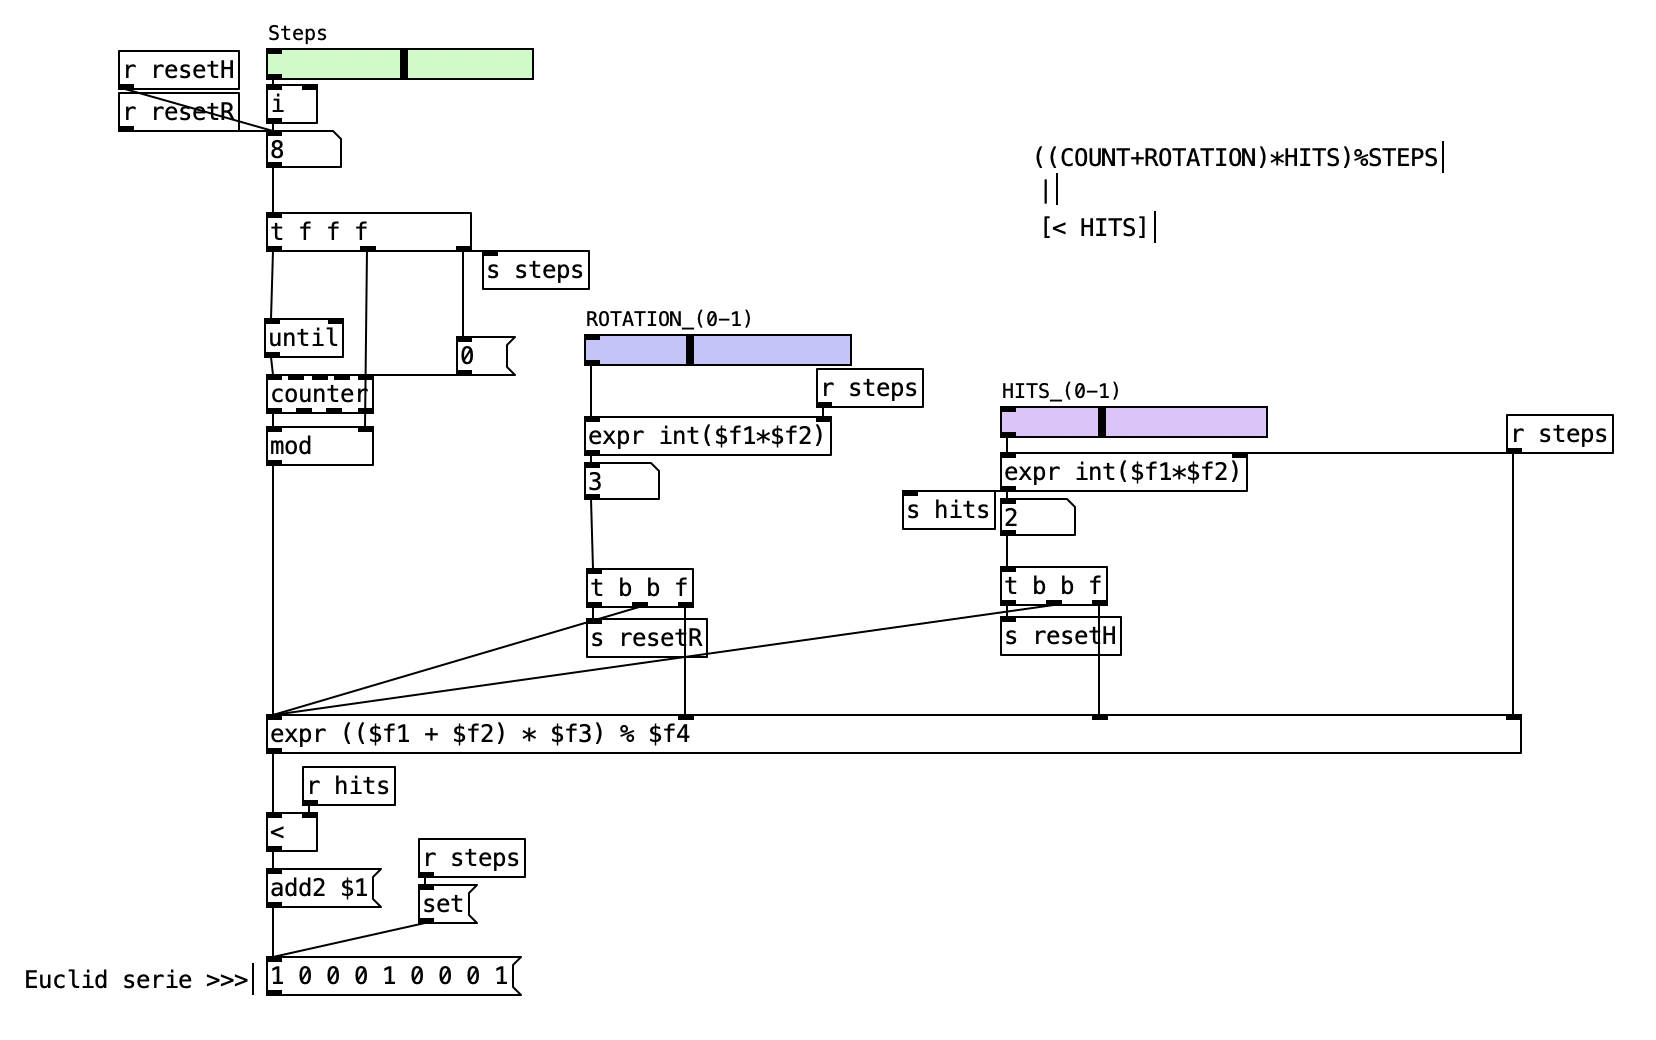 Steps
r resetH
r resetR
i
8
((COUNT+ROTATION)*HITS)%STEPS
|
[< HITS]
t f f f
s steps
until
0
ROTATION_(0-1)
r steps
counter
HITS_(0-1)
mod
expr int($f1*$f2)
r steps
3
expr int($f1*$f2)
s hits
2
t b b f
t b b f
s resetR
s resetH
expr (($f1 + $f2) * $f3) % $f4
r hits
<
r steps
add2 $1
set
Euclid serie >>>
1 0 0 0 1 0 0 0 1